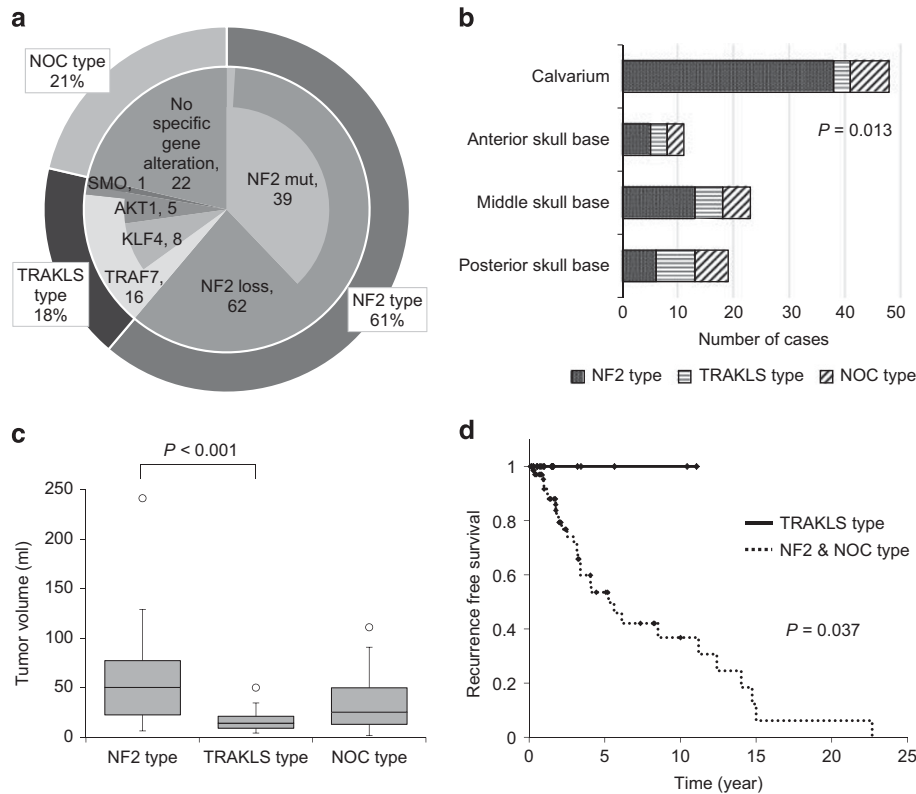 a
NOC type
21%
No
specific
gene
alteration,
22
NF2 mut,
39
SMO, 1
AKT1, 5
KLF4, 8
TRAF7,
16
NF2 loss,
62
TRAKLS
type
18%
NF2 type
61%
b
Calvarium
Anterior skull base
Middle skull base
Posterior skull base
P = 0.013
0 10 20 30 40 50
Number of cases
NF2 type TRAKLS type NOC type
c
P < 0.001
Tumor volume (ml)
250
200
150
100
50
0
NF2 type TRAKLS type NOC type
d
Recurrence free survival
1
0.8
0.6
0.4
0.2
0
TRAKLS type
NF2 & NOC type
P = 0.037
0 5 10 15 20 25
Time (year)